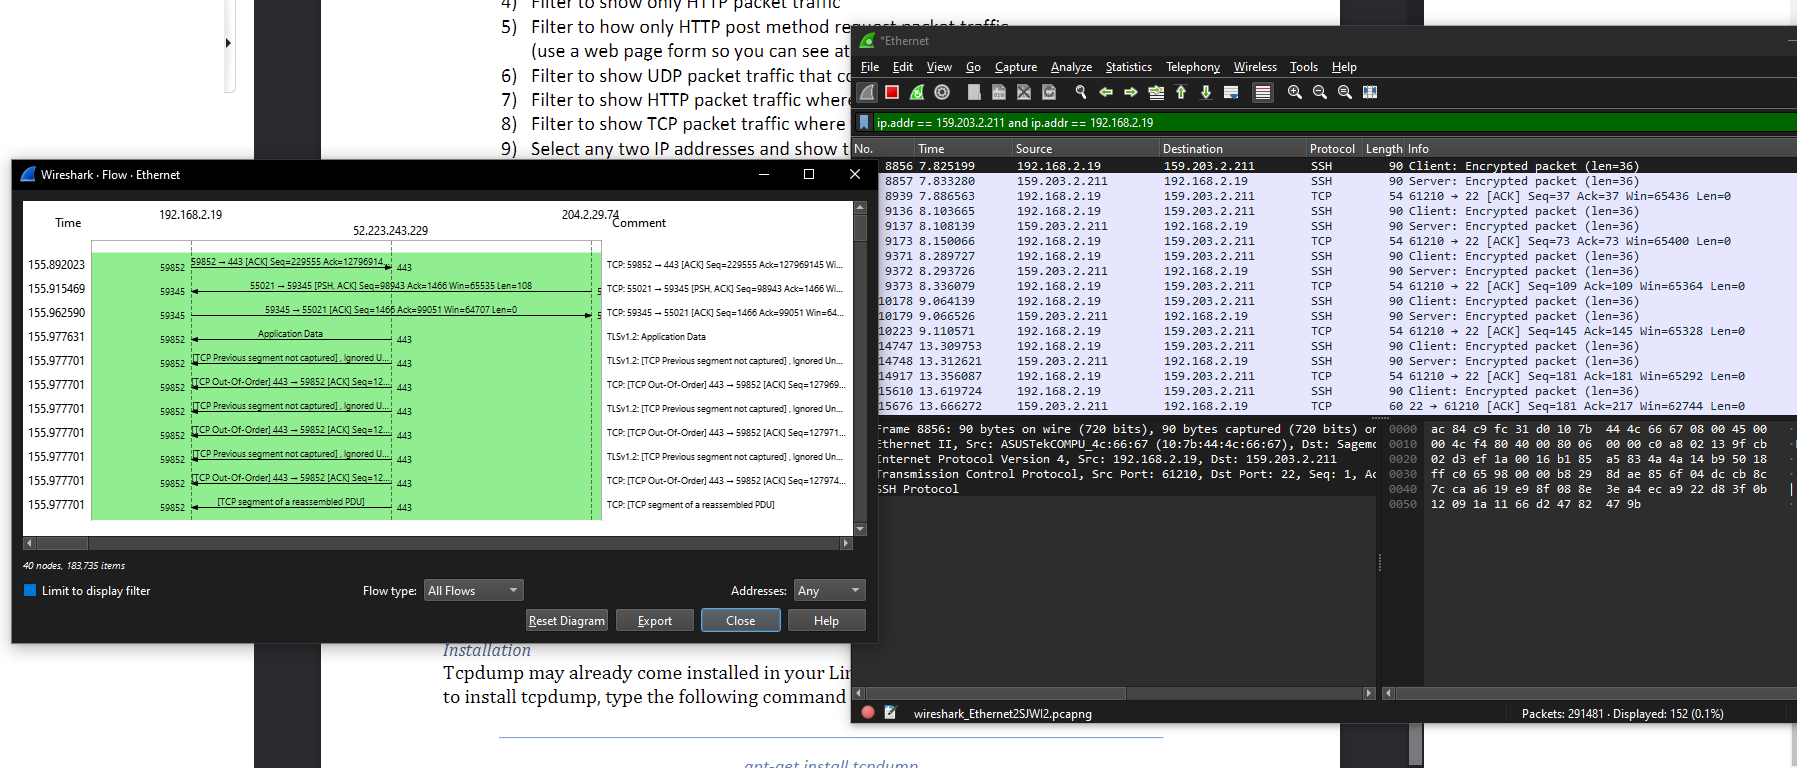 4) Filter to show only HTTP packet traffic
5) Filter to how only HTTP post method request packet traffic
(use a web page form so you can see at
6) Filter to show UDP packet traffic that co
7) Filter to show HTTP packet traffic where
8) Filter to show TCP packet traffic where
9) Select any two IP addresses and show t
Wireshark · Flow · Ethernet
Time
192.168.2.19
52.223.243.229
204.2.29.74
Comment
155.892023 59852 59852 → 443 [ACK] Seq=229555 Ack=12796914... 443 TCP: 59852 → 443 [ACK] Seq=229555 Ack=127969145 Wi...
155.915469 59345 55021 → 59345 [PSH, ACK] Seq=98943 Ack=1466 Win=65535 Len=108 5 TCP: 55021 → 59345 [PSH, ACK] Seq=98943 Ack=1466 Wi...
155.962590 59345 59345 → 55021 [ACK] Seq=1466 Ack=99051 Win=64707 Len=0 5 TCP: 59345 → 55021 [ACK] Seq=1466 Ack=99051 Win=64...
155.977631 59852 Application Data 443 TLSv1.2: Application Data
155.977701 59852 [TCP Previous segment not captured] , Ignored U... 443 TLSv1.2: [TCP Previous segment not captured] , Ignored Un...
155.977701 59852 [TCP Out-Of-Order] 443 → 59852 [ACK] Seq=12... 443 TCP: [TCP Out-Of-Order] 443 → 59852 [ACK] Seq=127969...
155.977701 59852 [TCP Previous segment not captured] , Ignored U... 443 TLSv1.2: [TCP Previous segment not captured] , Ignored Un...
155.977701 59852 [TCP Out-Of-Order] 443 → 59852 [ACK] Seq=12... 443 TCP: [TCP Out-Of-Order] 443 → 59852 [ACK] Seq=127971...
155.977701 59852 [TCP Previous segment not captured] , Ignored U... 443 TLSv1.2: [TCP Previous segment not captured] , Ignored Un...
155.977701 59852 [TCP Out-Of-Order] 443 → 59852 [ACK] Seq=12... 443 TCP: [TCP Out-Of-Order] 443 → 59852 [ACK] Seq=127974...
155.977701 59852 [TCP segment of a reassembled PDU] 443 TCP: [TCP segment of a reassembled PDU]
40 nodes, 183,735 items
Limit to display filter Flow type: All Flows Addresses: Any
Reset Diagram Export Close Help
Installation
Tcpdump may already come installed in your Lin
to install tcpdump, type the following command
apt-get install tcpdump
*Ethernet
File Edit View Go Capture Analyze Statistics Telephony Wireless Tools Help
ip.addr == 159.203.2.211 and ip.addr == 192.168.2.19
No. Time Source Destination Protocol Length Info
8856 7.825199 192.168.2.19 159.203.2.211 SSH 90 Client: Encrypted packet (len=36)
8857 7.833280 159.203.2.211 192.168.2.19 SSH 90 Server: Encrypted packet (len=36)
8939 7.886563 192.168.2.19 159.203.2.211 TCP 54 61210 → 22 [ACK] Seq=37 Ack=37 Win=65436 Len=0
9136 8.103665 192.168.2.19 159.203.2.211 SSH 90 Client: Encrypted packet (len=36)
9137 8.108139 159.203.2.211 192.168.2.19 SSH 90 Server: Encrypted packet (len=36)
9173 8.150066 192.168.2.19 159.203.2.211 TCP 54 61210 → 22 [ACK] Seq=73 Ack=73 Win=65400 Len=0
9371 8.289727 192.168.2.19 159.203.2.211 SSH 90 Client: Encrypted packet (len=36)
9372 8.293726 159.203.2.211 192.168.2.19 SSH 90 Server: Encrypted packet (len=36)
9373 8.336079 192.168.2.19 159.203.2.211 TCP 54 61210 → 22 [ACK] Seq=109 Ack=109 Win=65364 Len=0
10178 9.064139 192.168.2.19 159.203.2.211 SSH 90 Client: Encrypted packet (len=36)
10179 9.066526 159.203.2.211 192.168.2.19 SSH 90 Server: Encrypted packet (len=36)
10223 9.110571 192.168.2.19 159.203.2.211 TCP 54 61210 → 22 [ACK] Seq=145 Ack=145 Win=65328 Len=0
14747 13.309753 192.168.2.19 159.203.2.211 SSH 90 Client: Encrypted packet (len=36)
14748 13.312621 159.203.2.211 192.168.2.19 SSH 90 Server: Encrypted packet (len=36)
14917 13.356087 192.168.2.19 159.203.2.211 TCP 54 61210 → 22 [ACK] Seq=181 Ack=181 Win=65292 Len=0
15610 13.619724 192.168.2.19 159.203.2.211 SSH 90 Client: Encrypted packet (len=36)
15676 13.666272 159.203.2.211 192.168.2.19 TCP 60 22 → 61210 [ACK] Seq=181 Ack=217 Win=62744 Len=0
Frame 8856: 90 bytes on wire (720 bits), 90 bytes captured (720 bits) or
Ethernet II, Src: ASUSTekCOMPU_4c:66:67 (10:7b:44:4c:66:67), Dst: Sagemc
Internet Protocol Version 4, Src: 192.168.2.19, Dst: 159.203.2.211
Transmission Control Protocol, Src Port: 61210, Dst Port: 22, Seq: 1, Ac
SSH Protocol
0000 ac 84 c9 fc 31 d0 10 7b 44 4c 66 67 08 00 45 00
0010 00 4c f4 80 40 00 80 06 00 00 c0 a8 02 13 9f cb
0020 02 d3 ef 1a 00 16 b1 85 a5 83 4a 4a 14 b9 50 18
0030 ff c0 65 98 00 00 b8 29 8d ae 85 6f 04 dc cb 8c
0040 7c ca a6 19 e9 8f 08 8e 3e a4 ec a9 22 d8 3f 0b
0050 12 09 1a 11 66 d2 47 82 47 9b
wireshark_Ethernet2SJWI2.pcapng Packets: 291481 · Displayed: 152 (0.1%)